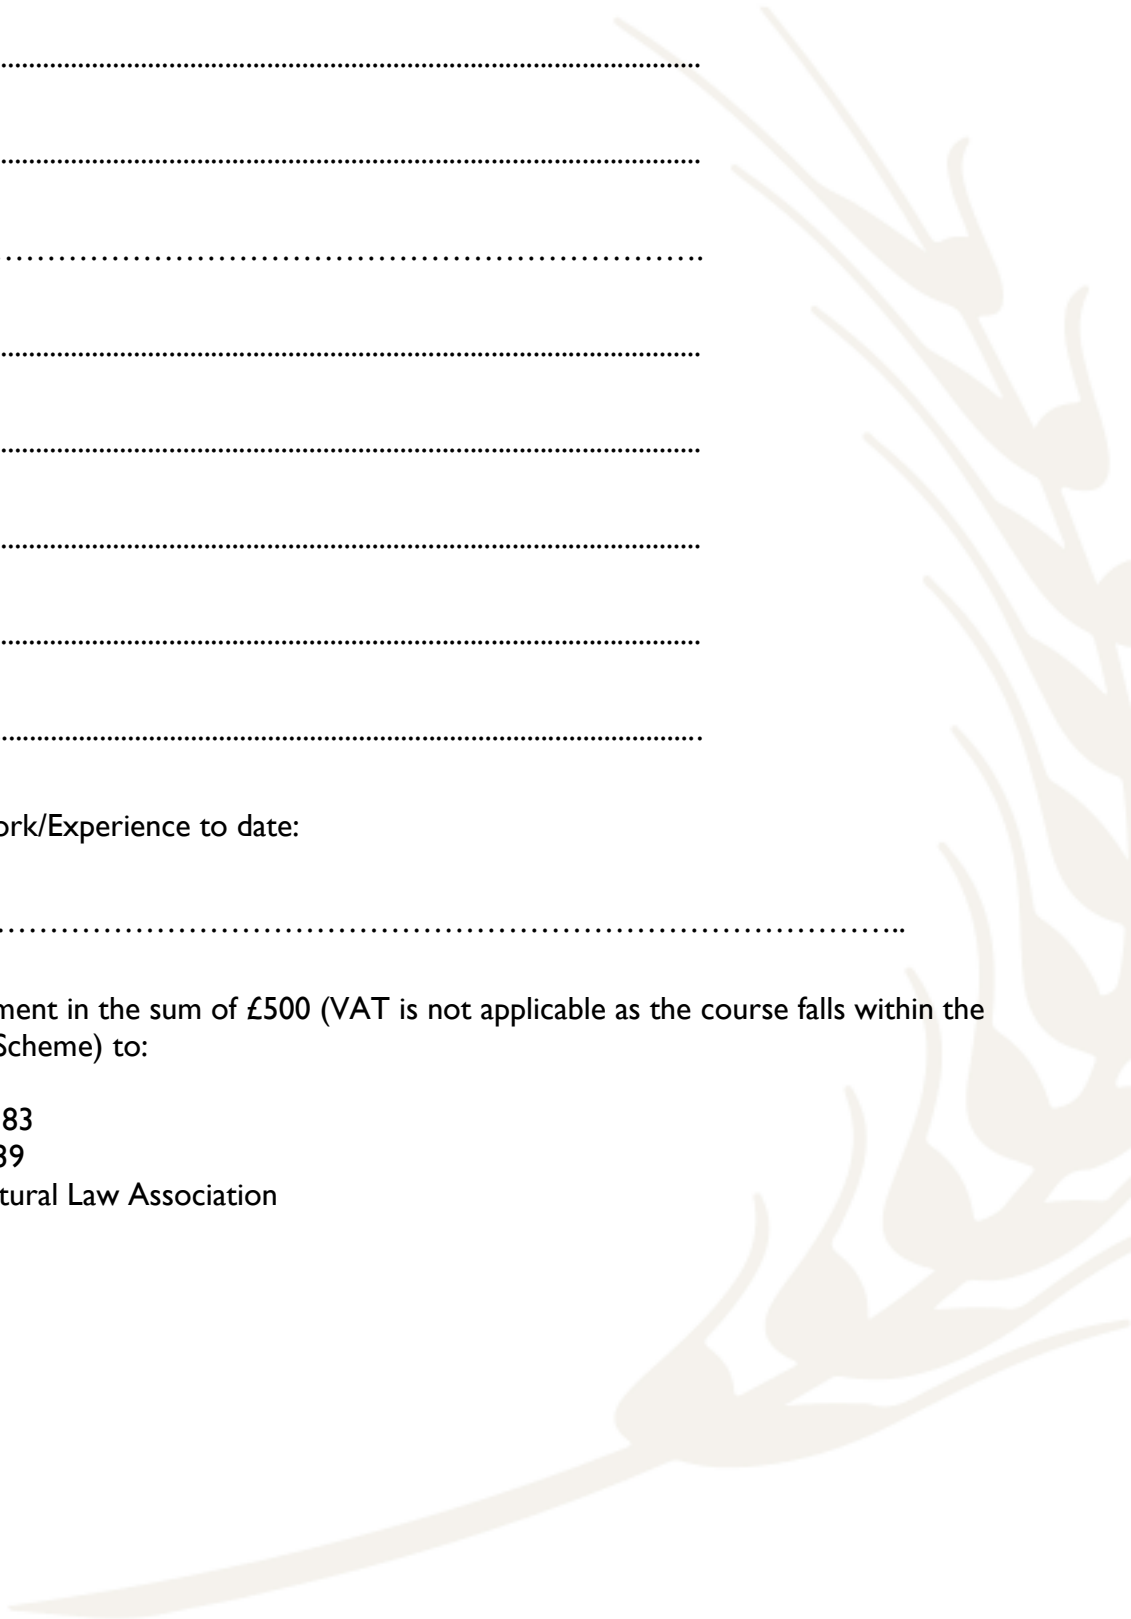 ...........................................................................................................
...........................................................................................................
……………………………………………………………….
...........................................................................................................
...........................................................................................................
...........................................................................................................
...........................................................................................................
...........................................................................................................
ork/Experience to date:
…………………………………………………………………………………..
ment in the sum of £500 (VAT is not applicable as the course falls within the
Scheme) to:
83
39
tural Law Association